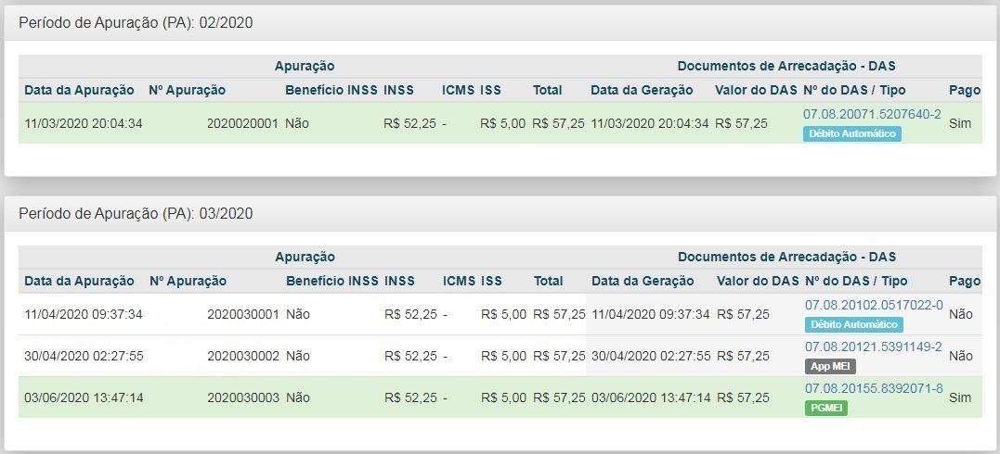 Período de Apuração (PA): 02/2020
Apuração Documentos de Arrecadação - DAS
Data da Apuração Nº Apuração Benefício INSS INSS ICMS ISS Total Data da Geração Valor do DAS Nº do DAS / Tipo Pago
11/03/2020 20:04:34 2020020001 Não R$ 52,25 - R$ 5,00 R$ 57,25 11/03/2020 20:04:34 R$ 57,25 07.08.20071.5207640-2 Sim
Débito Automático
Período de Apuração (PA): 03/2020
Apuração Documentos de Arrecadação - DAS
Data da Apuração Nº Apuração Benefício INSS INSS ICMS ISS Total Data da Geração Valor do DAS Nº do DAS / Tipo Pago
11/04/2020 09:37:34 2020030001 Não R$ 52,25 - R$ 5,00 R$ 57,25 11/04/2020 09:37:34 R$ 57,25 07.08.20102.0517022-0 Não
Débito Automático
30/04/2020 02:27:55 2020030002 Não R$ 52,25 - R$ 5,00 R$ 57,25 30/04/2020 02:27:55 R$ 57,25 07.08.20121.5391149-2 Não
App MEI
03/06/2020 13:47:14 2020030003 Não R$ 52,25 - R$ 5,00 R$ 57,25 03/06/2020 13:47:14 R$ 57,25 07.08.20155.8392071-8 Sim
PGMEI